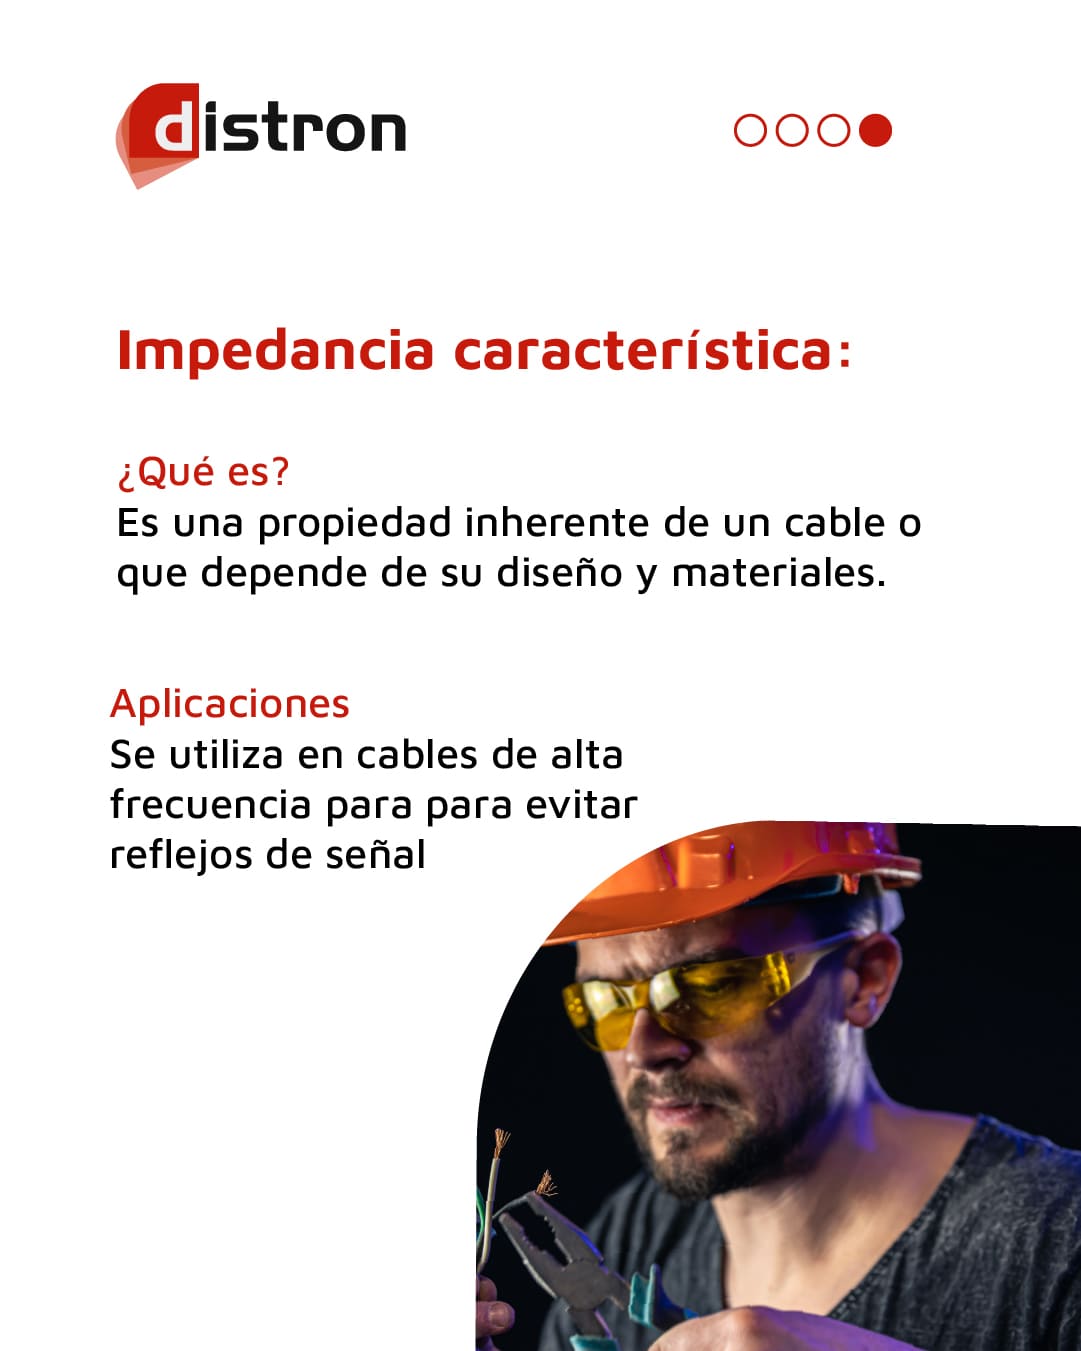 distron
Impedancia característica:
¿Qué es?
Es una propiedad inherente de un cable o
que depende de su diseño y materiales.
Aplicaciones
Se utiliza en cables de alta
frecuencia para para evitar
reflejos de señal